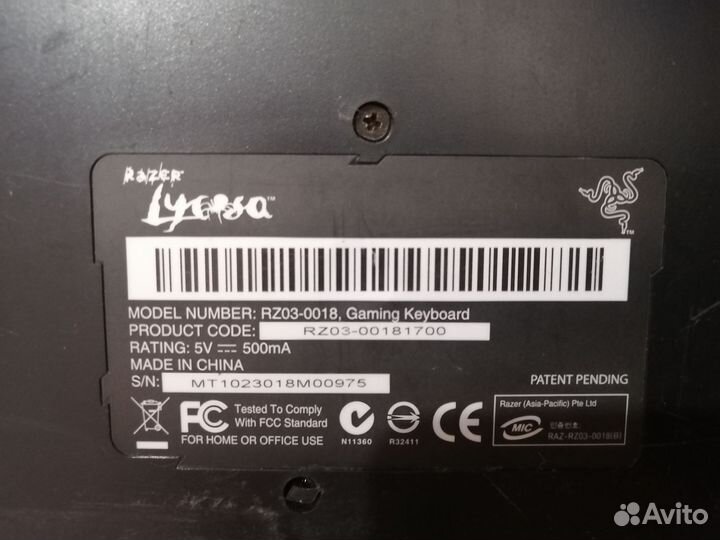 RAZER
Lycosa™
TM
MODEL NUMBER: RZ03-0018, Gaming Keyboard
PRODUCT CODE: RZ03-00181700
RATING: 5V ⎓ 500mA
MADE IN CHINA
S/N: MT1023018M00975
PATENT PENDING
FC Tested To Comply
With FCC Standard
FOR HOME OR OFFICE USE
N11360
R32411
Razer (Asia-Pacific) Pte Ltd
MIC
인증번호:
RAZ-RZ03-0018(B)
Avito